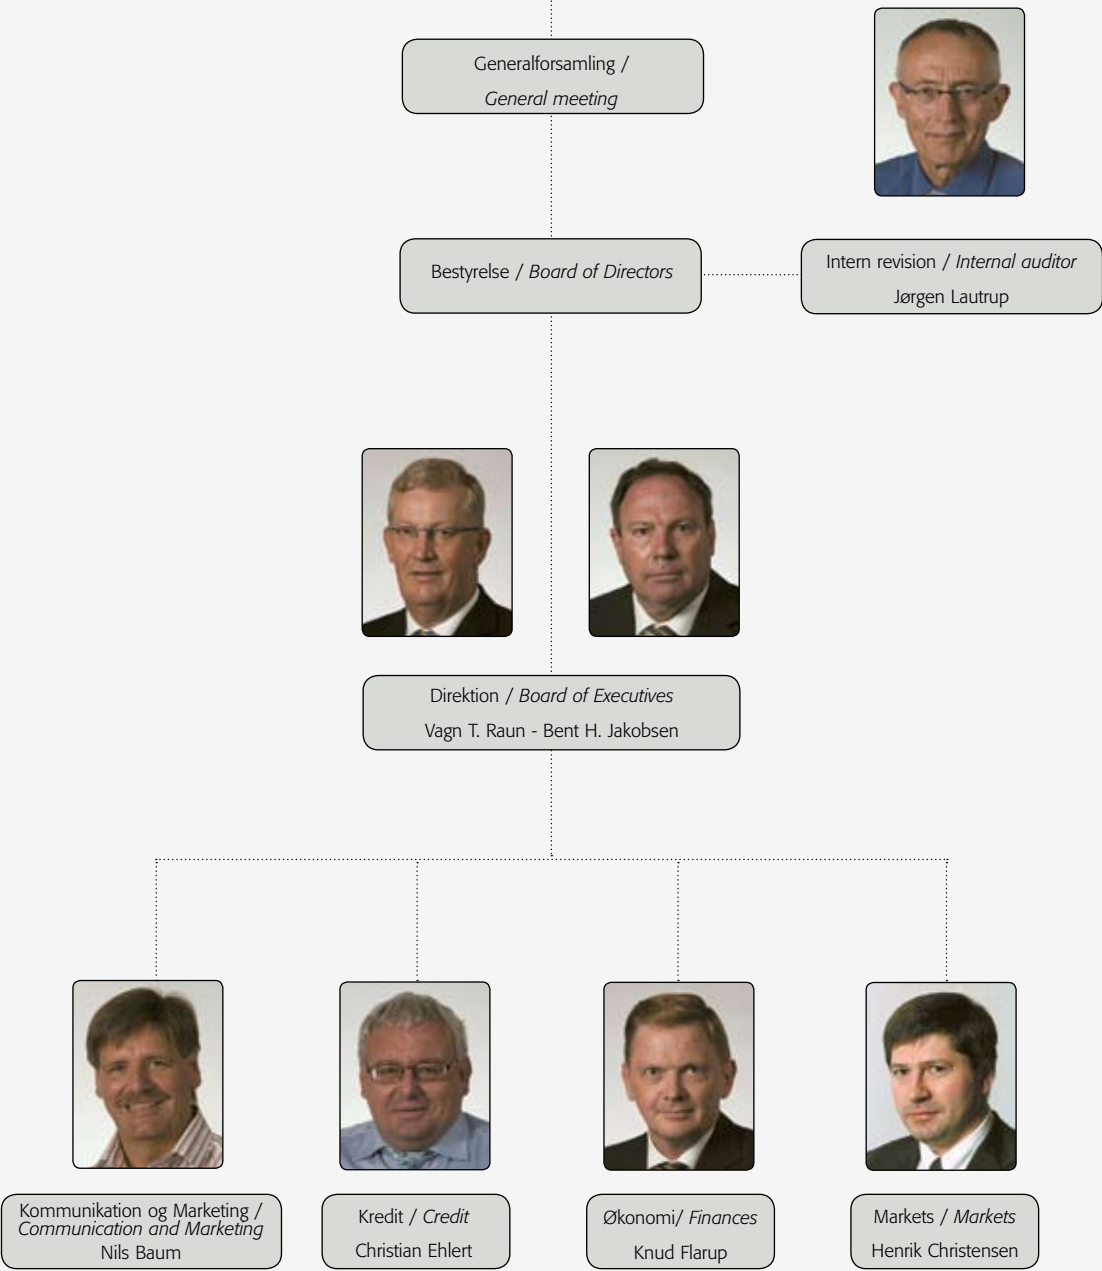 Generalforsamling /
General meeting
Bestyrelse / Board of Directors
Intern revision / Internal auditor
Jørgen Lautrup
Direktion / Board of Executives
Vagn T. Raun - Bent H. Jakobsen
Kommunikation og Marketing /
Communication and Marketing
Nils Baum
Kredit / Credit
Christian Ehlert
Økonomi/ Finances
Knud Flarup
Markets / Markets
Henrik Christensen